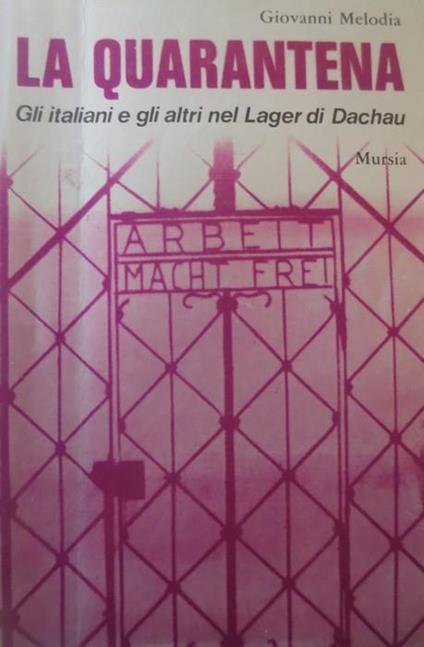 Giovanni Melodia
LA QUARANTENA
Gli italiani e gli altri nel Lager di Dachau
Mursia
ARBEIT
MACHT FREI